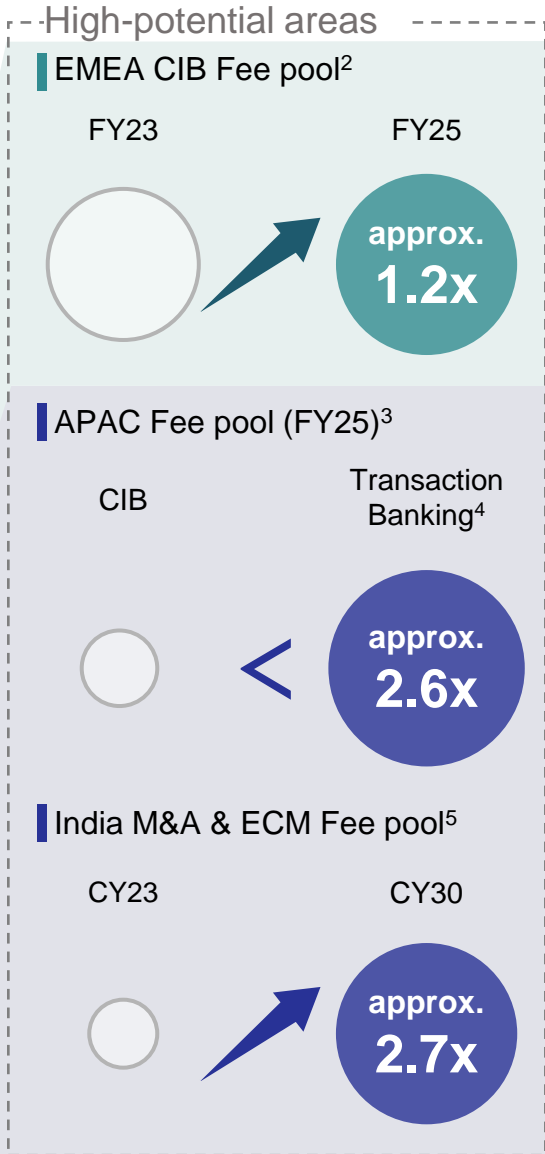 High-potential areas
EMEA CIB Fee pool²
FY23 FY25
approx.
1.2x
APAC Fee pool (FY25)³
CIB
Transaction
Banking⁴
<
approx.
2.6x
India M&A & ECM Fee pool⁵
CY23 CY30
approx.
2.7x